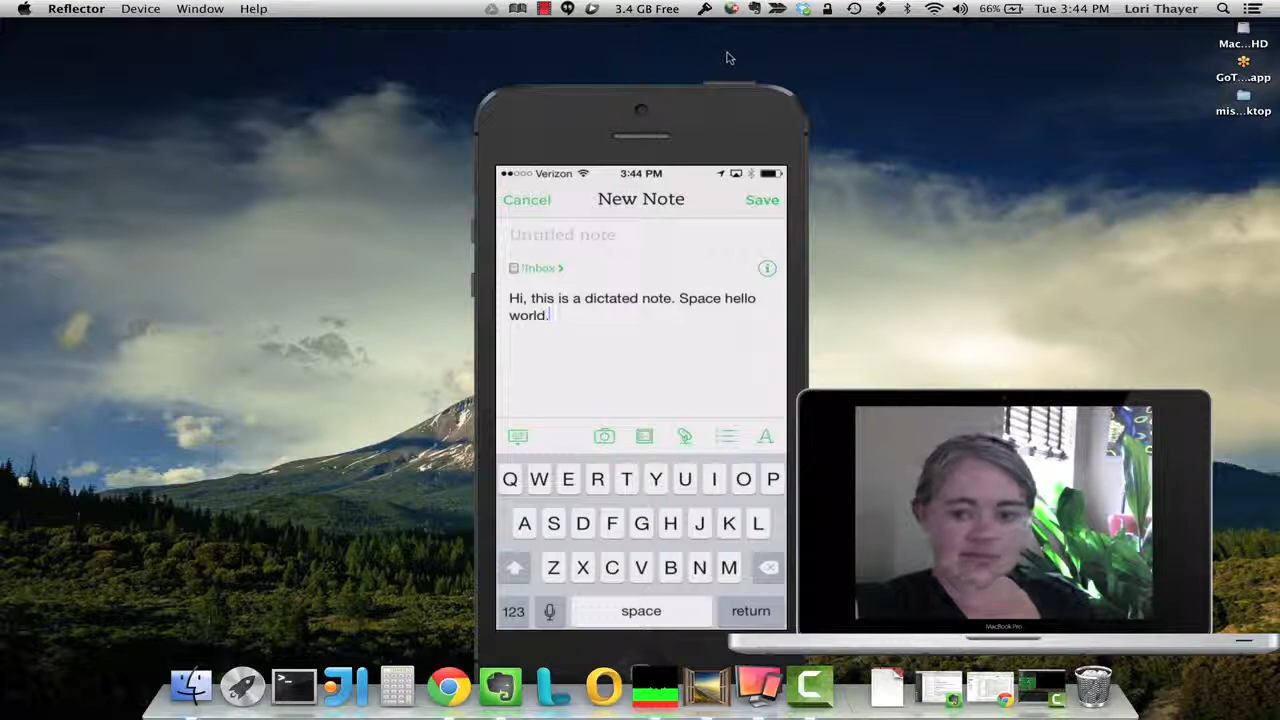 Reflector Device Window Help 3.4 GB Free 66% Tue 3:44 PM Lori Thayer
Mac...HD
GoT....app
mis...ktop
Verizon 3:44 PM
Cancel New Note Save
Untitled note
!Inbox >
Hi, this is a dictated note. Space hello
world.
Q W E R T Y U I O P
A S D F G H J K L
Z X C V B N M
123 space return
MacBook Pro